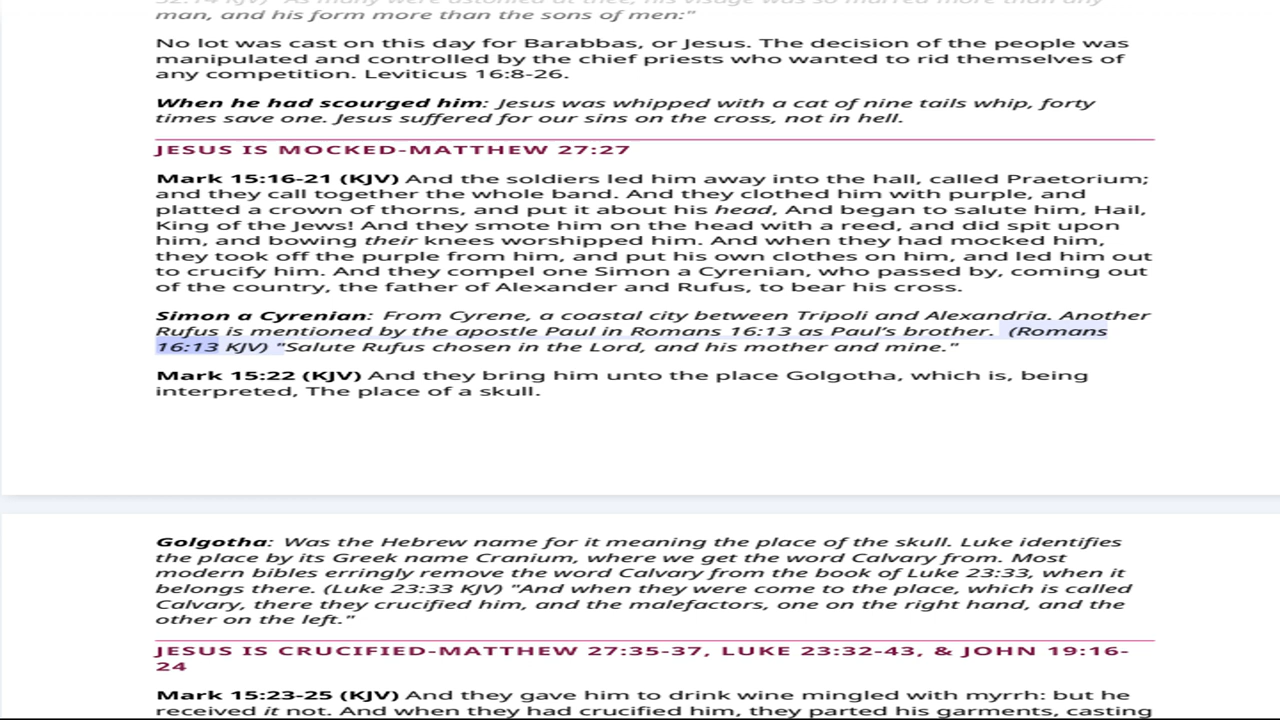 man, and his form more than the sons of men:"
No lot was cast on this day for Barabbas, or Jesus. The decision of the people was
manipulated and controlled by the chief priests who wanted to rid themselves of
any competition. Leviticus 16:8-26.
When he had scourged him: Jesus was whipped with a cat of nine tails whip, forty
times save one. Jesus suffered for our sins on the cross, not in hell.
JESUS IS MOCKED-MATTHEW 27:27
Mark 15:16-21 (KJV) And the soldiers led him away into the hall, called Praetorium;
and they call together the whole band. And they clothed him with purple, and
platted a crown of thorns, and put it about his head, And began to salute him, Hail,
King of the Jews! And they smote him on the head with a reed, and did spit upon
him, and bowing their knees worshipped him. And when they had mocked him,
they took off the purple from him, and put his own clothes on him, and led him out
to crucify him. And they compel one Simon a Cyrenian, who passed by, coming out
of the country, the father of Alexander and Rufus, to bear his cross.
Simon a Cyrenian: From Cyrene, a coastal city between Tripoli and Alexandria. Another
Rufus is mentioned by the apostle Paul in Romans 16:13 as Paul's brother. (Romans
16:13 KJV) "Salute Rufus chosen in the Lord, and his mother and mine."
Mark 15:22 (KJV) And they bring him unto the place Golgotha, which is, being
interpreted, The place of a skull.
Golgotha: Was the Hebrew name for it meaning the place of the skull. Luke identifies
the place by its Greek name Cranium, where we get the word Calvary from. Most
modern bibles erringly remove the word Calvary from the book of Luke 23:33, when it
belongs there. (Luke 23:33 KJV) "And when they were come to the place, which is called
Calvary, there they crucified him, and the malefactors, one on the right hand, and the
other on the left."
JESUS IS CRUCIFIED-MATTHEW 27:35-37, LUKE 23:32-43, & JOHN 19:16-
24
Mark 15:23-25 (KJV) And they gave him to drink wine mingled with myrrh: but he
received it not. And when they had crucified him, they parted his garments, casting